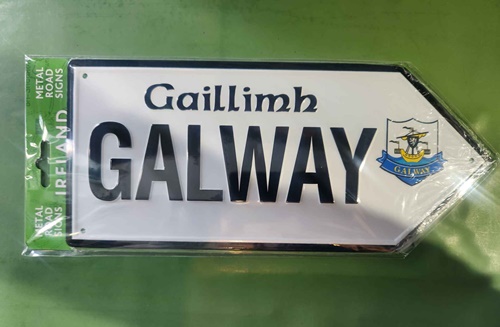 METAL
ROAD
SIGNS
IRELAND
METAL
ROAD
SIGNS
Gaillimh
GALWAY
GALWAY